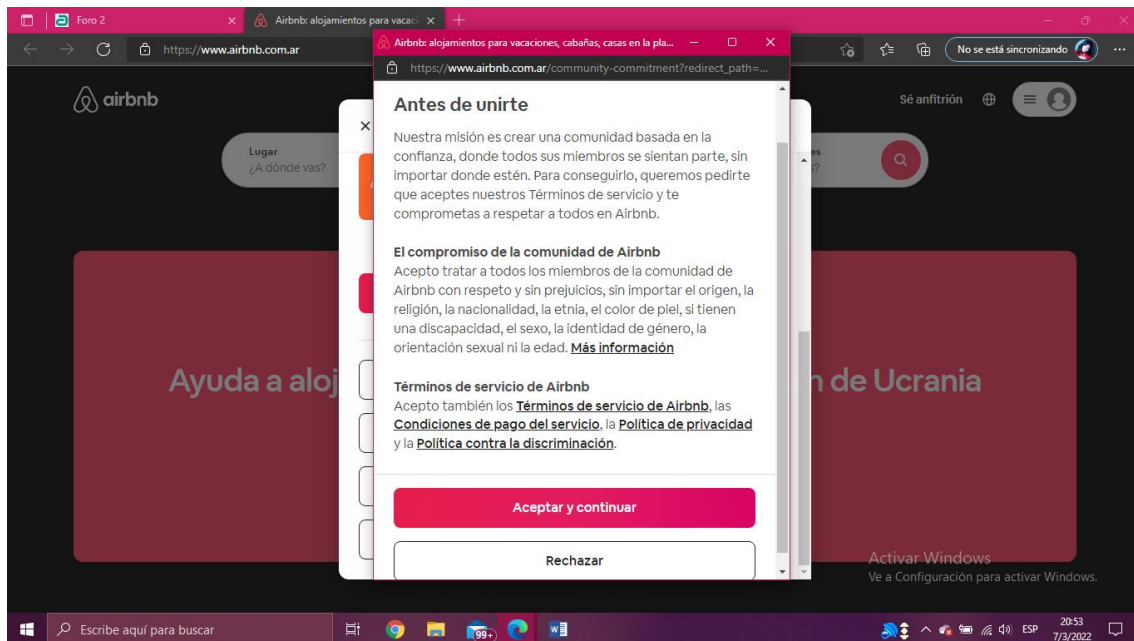 Foro 2
Airbnb: alojamientos para vacaci
https://www.airbnb.com.ar
No se está sincronizando
Airbnb: alojamientos para vacaciones, cabañas, casas en la pla...
https://www.airbnb.com.ar/community-commitment?redirect_path=...
airbnb
Sé anfitrión
Lugar
¿A dónde vas?
es
s?
Antes de unirte
Nuestra misión es crear una comunidad basada en la
confianza, donde todos sus miembros se sientan parte, sin
importar donde estén. Para conseguirlo, queremos pedirte
que aceptes nuestros Términos de servicio y te
comprometas a respetar a todos en Airbnb.
El compromiso de la comunidad de Airbnb
Acepto tratar a todos los miembros de la comunidad de
Airbnb con respeto y sin prejuicios, sin importar el origen, la
religión, la nacionalidad, la etnia, el color de piel, si tienen
una discapacidad, el sexo, la identidad de género, la
orientación sexual ni la edad. Más información
Términos de servicio de Airbnb
Acepto también los Términos de servicio de Airbnb, las
Condiciones de pago del servicio, la Política de privacidad
y la Política contra la discriminación.
Aceptar y continuar
Rechazar
Ayuda a aloj
n de Ucrania
Activar Windows
Ve a Configuración para activar Windows.
Escribe aquí para buscar
99+
ESP
20:53
7/3/2022